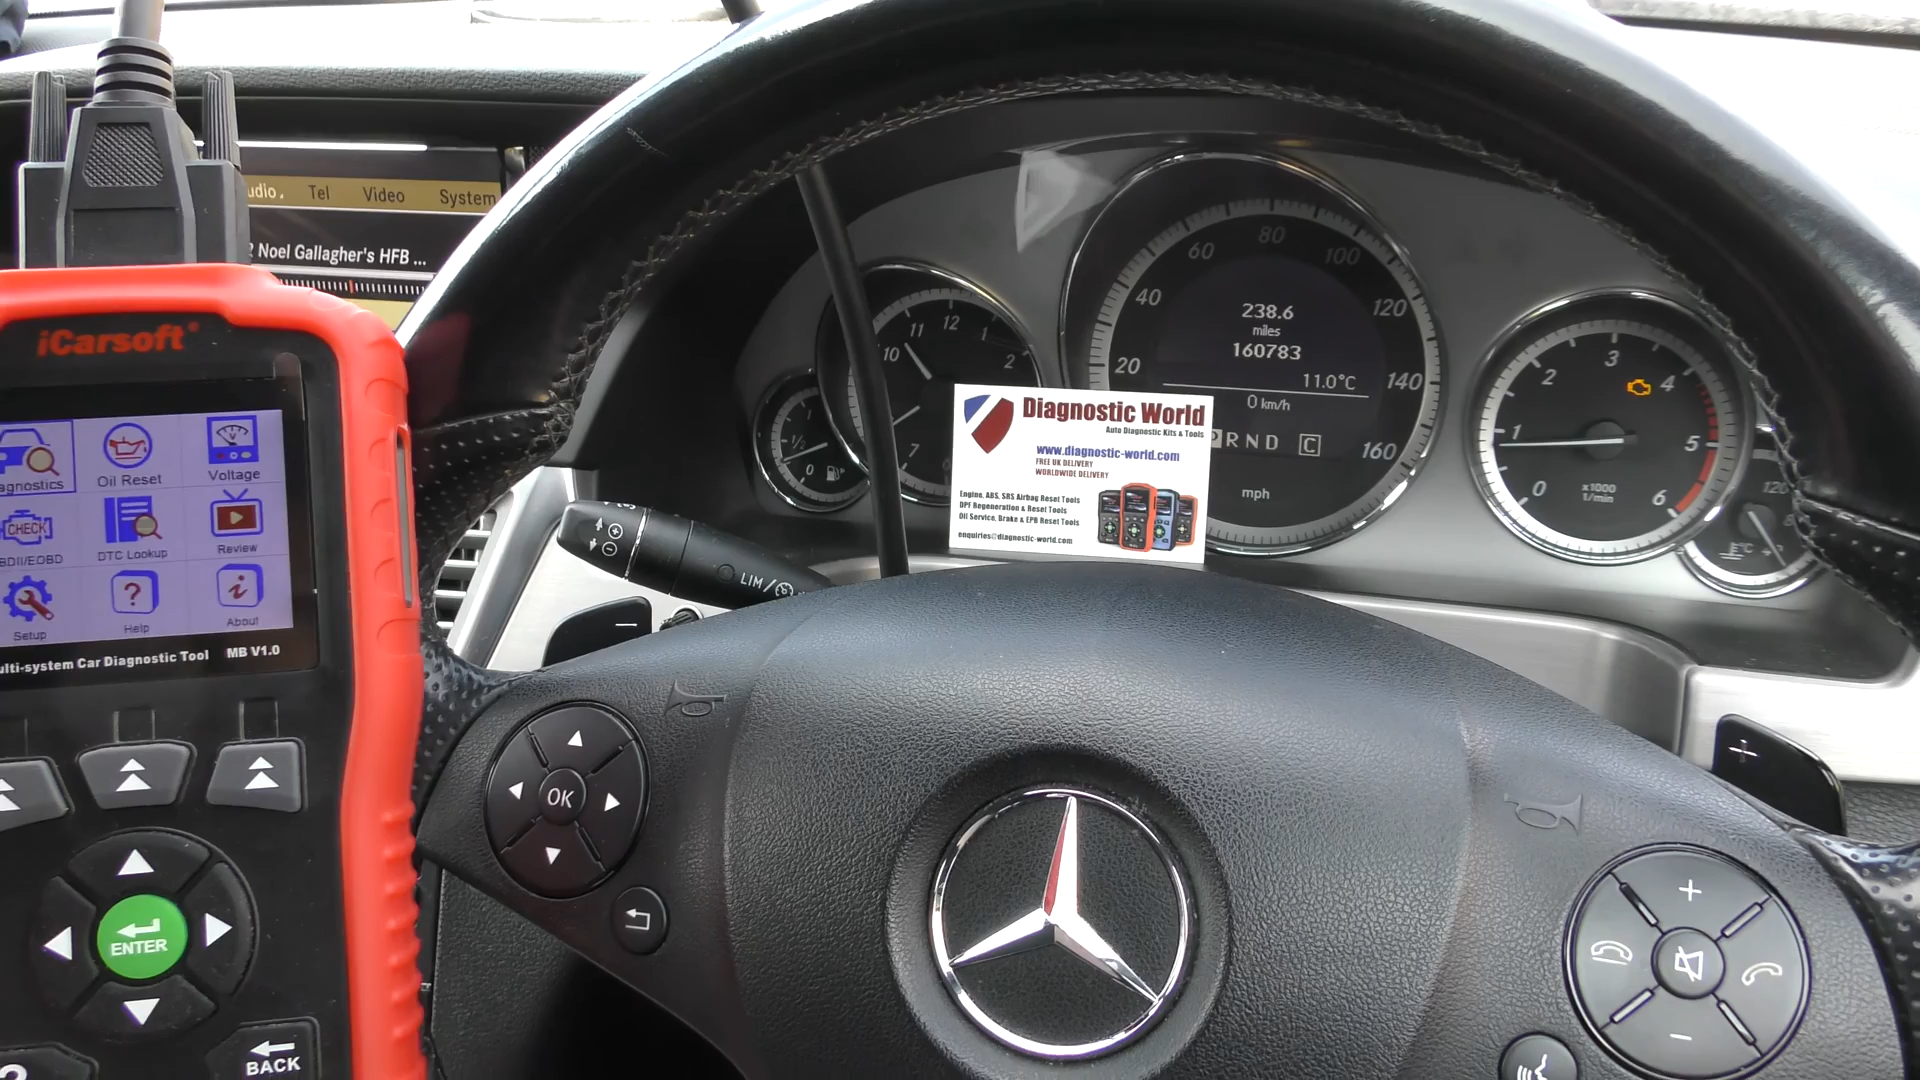 udio. Tel Video System
Noel Gallagher's HFB ...
iCarsoft®
agnostics Oil Reset Voltage
CHECK
BDII/EOBD DTC Lookup Review
Setup Help About
ulti-system Car Diagnostic Tool MB V1.0
ENTER
BACK
?
10 11 12 1 2
7
1/2
0
LIM/
OK
20 40 60 80 100 120 140 160
238.6
miles
160783
11.0°C
0 km/h
P R N D C
mph
Diagnostic World
Auto Diagnostic Kits & Tools
www.diagnostic-world.com
FREE UK DELIVERY
WORLDWIDE DELIVERY
Engine, ABS, SRS Airbag Reset Tools
DPF Regeneration & Reset Tools
Oil Service, Brake & EPB Reset Tools
enquiries@diagnostic-world.com
0 1 2 3 4 5 6
x1000
1/min
120
°C